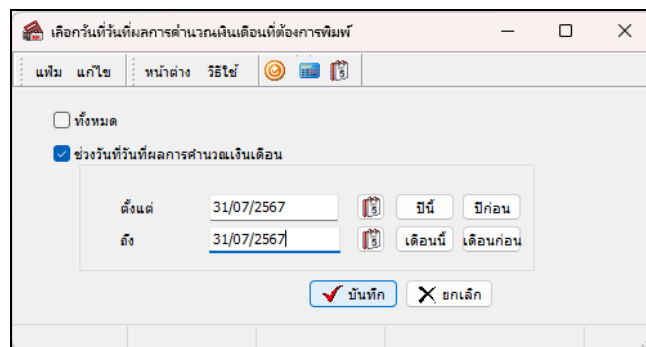 เลือกวันที่วันที่ผลการคำนวณเงินเดือนที่ต้องการพิมพ์
แฟ้ม แก้ไข หน้าต่าง วิธีใช้
ทั้งหมด
ช่วงวันที่วันที่ผลการคำนวณเงินเดือน
ตั้งแต่ 31/07/2567 ปีนี้ ปีก่อน
ถึง 31/07/2567 เดือนนี้ เดือนก่อน
บันทึก ยกเลิก